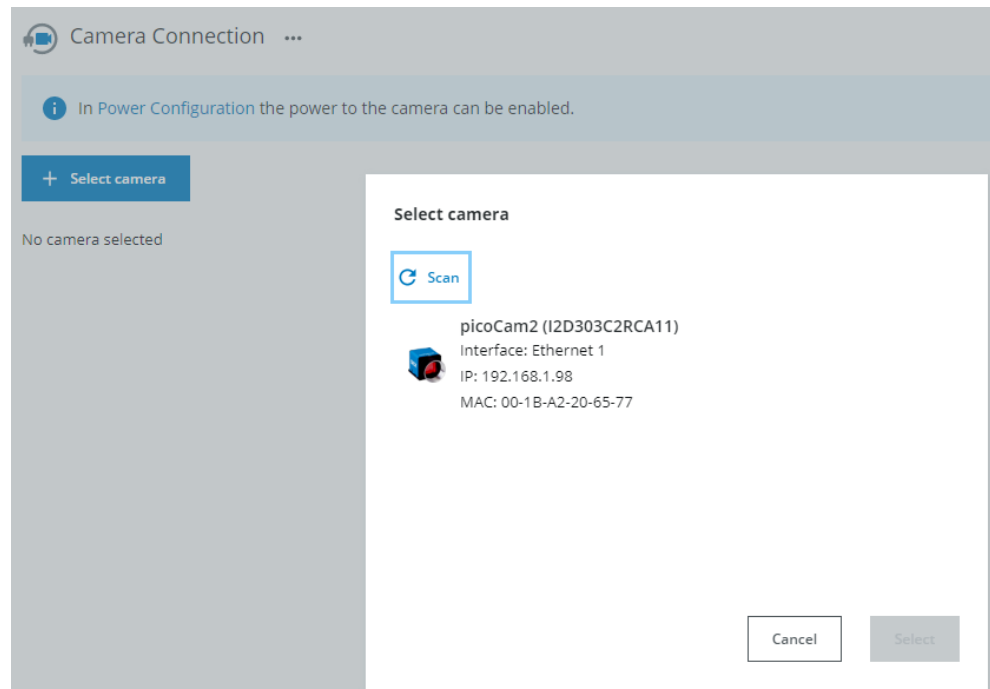 Camera Connection ...
In Power Configuration the power to the camera can be enabled.
+ Select camera
No camera selected
Select camera
Scan
picoCam2 (I2D303C2RCA11)
Interface: Ethernet 1
IP: 192.168.1.98
MAC: 00-1B-A2-20-65-77
Cancel
Select